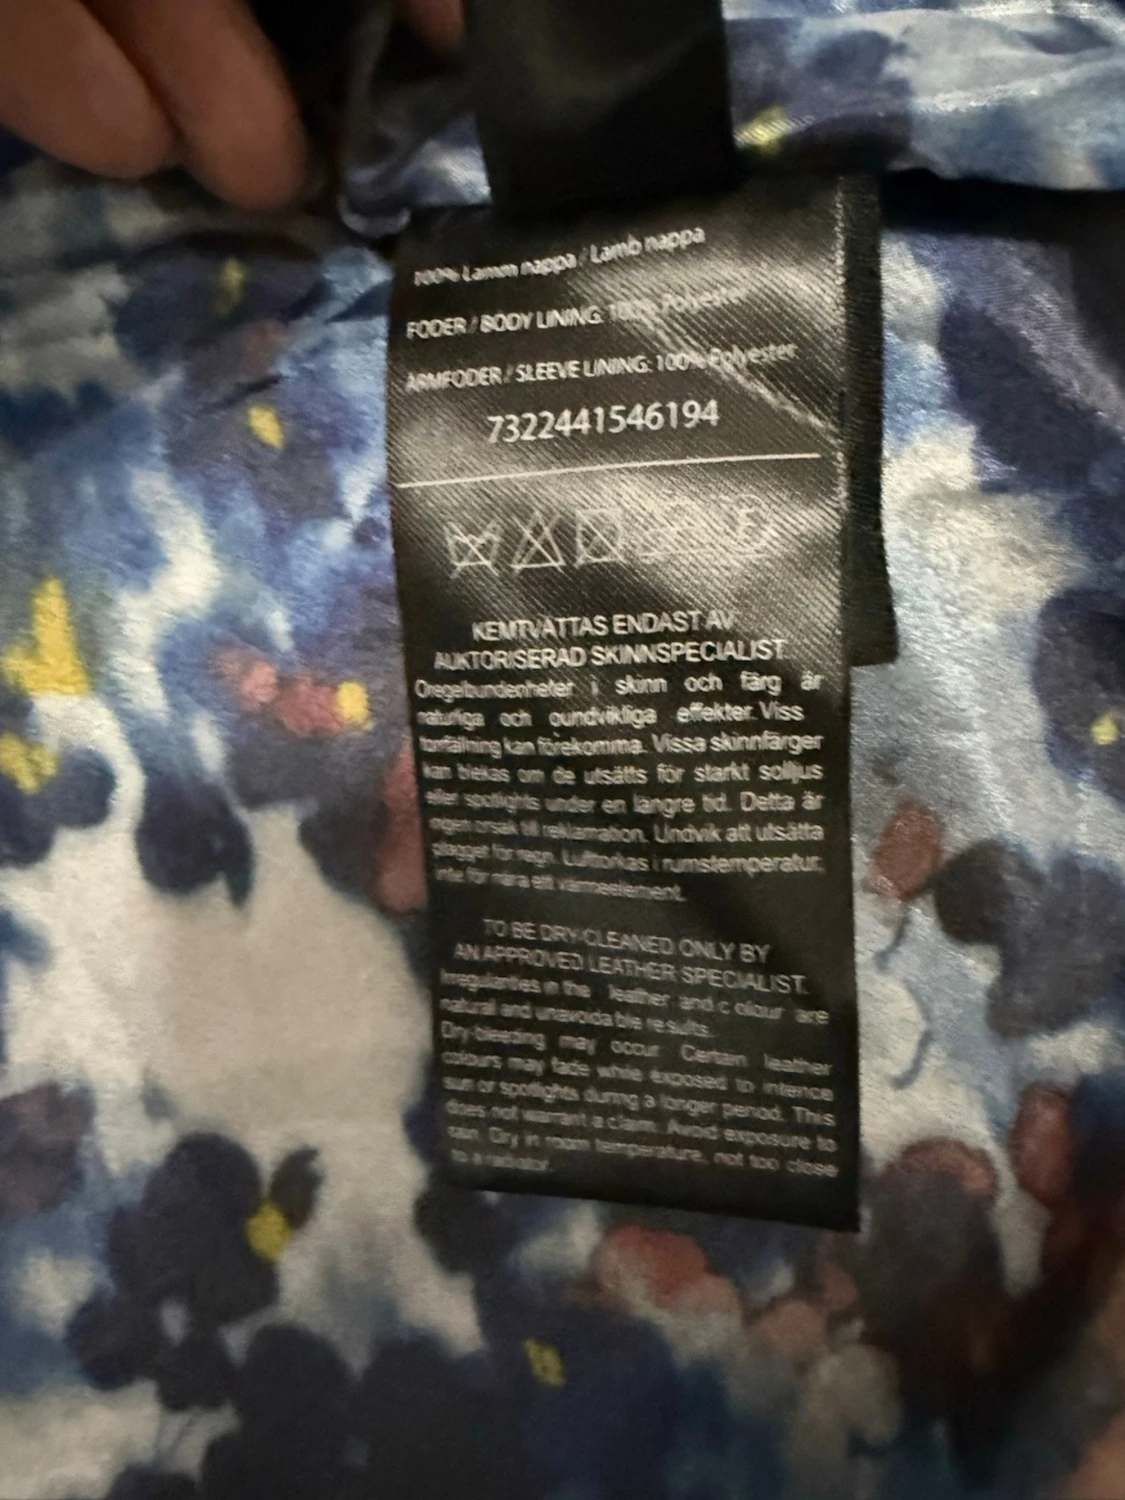 100% Lamm nappa / Lamb nappa
FODER / BODY LINING: 100% Polyester
ARMFODER / SLEEVE LINING: 100% Polyester
7322441546194
KEMTVÄTTAS ENDAST AV
AUKTORISERAD SKINNSPECIALIST
Oregelbundenheter i skinn och färg är
naturliga och oundvikliga effekter. Viss
torrfällning kan förekomma. Vissa skinnfärger
kan blekas om de utsätts för starkt solljus
eller spotlights under en längre tid. Detta är
ingen orsak till reklamation. Undvik att utsätta
plagget för regn. Lufttorkas i rumstemperatur,
inte för nära ett värmeelement.
TO BE DRY-CLEANED ONLY BY
AN APPROVED LEATHER SPECIALIST.
Irregularities in the leather and c olour are
natural and unavoida ble re sults.
Dry-bleeding may occur Certain leather
colours may fade while exposed to intence
sun or spotlights during a longer period. This
does not warrant a claim. Avoid exposure to
rain. Dry in room temperature, not too close
to a radiator.